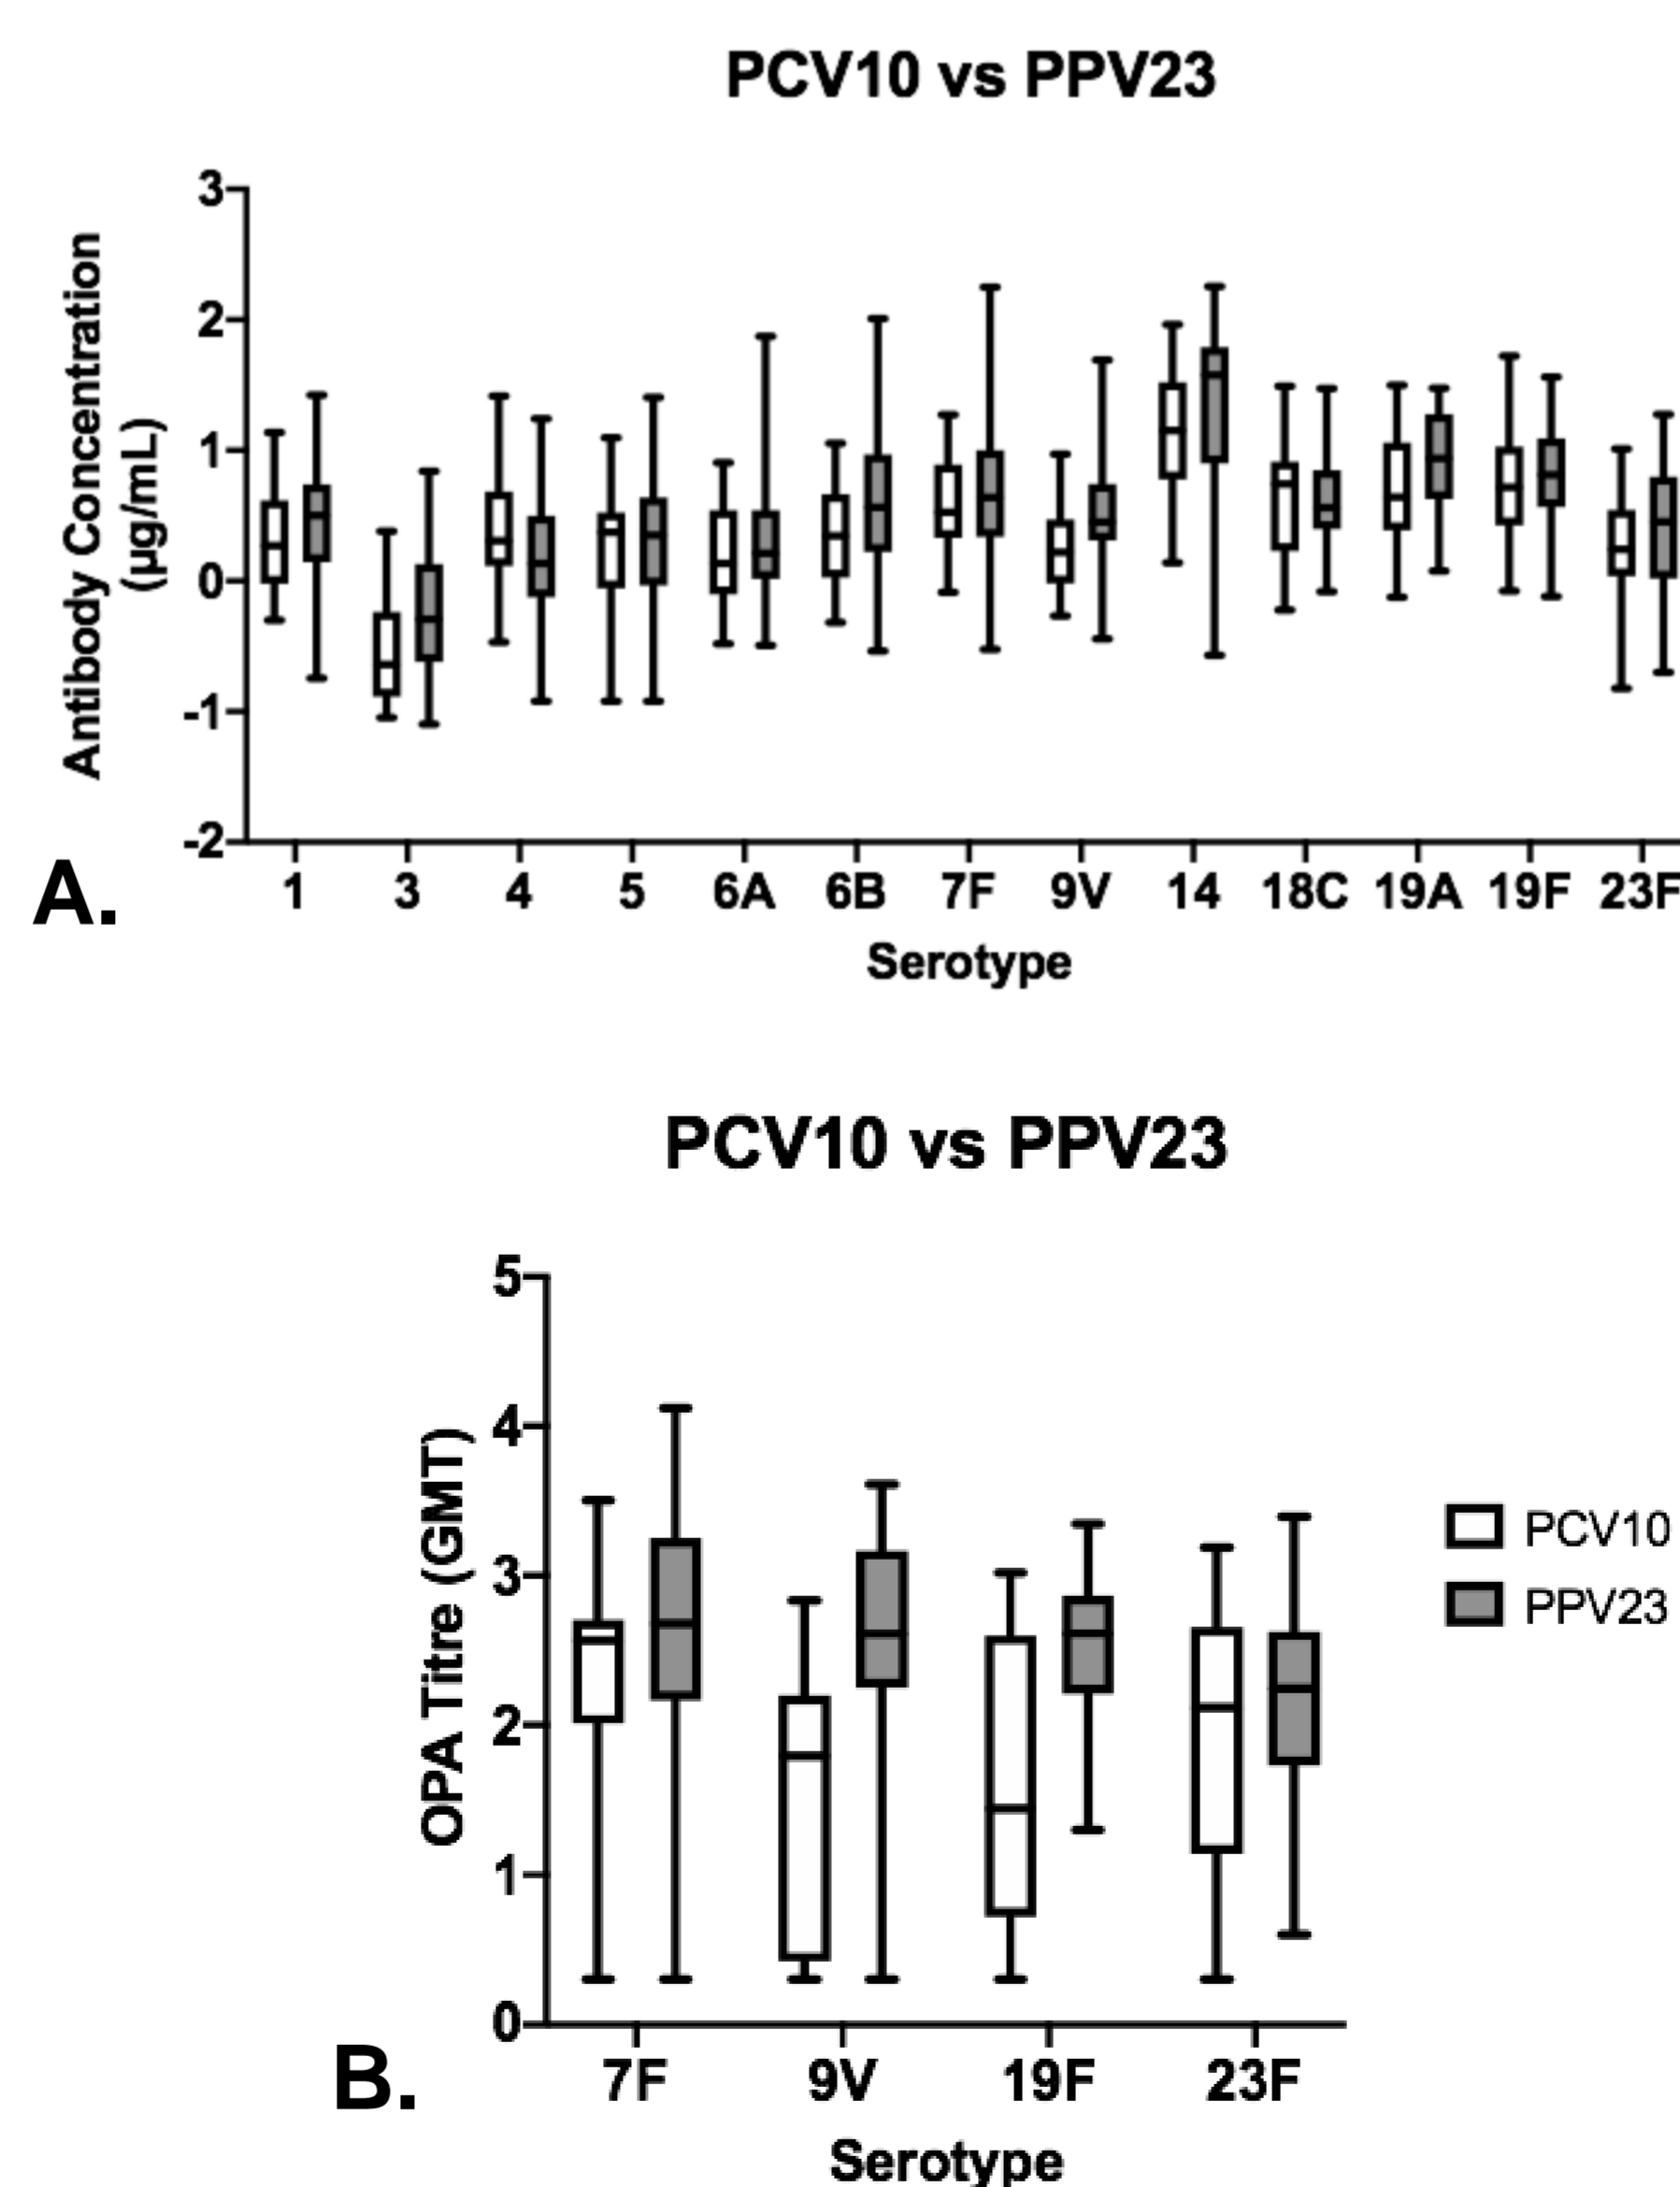 PCV10 vs PPV23
Antibody Concentration
(µg/mL)
3
2
1
0
-1
-2
1 3 4 5 6A 6B 7F 9V 14 18C 19A 19F 23F
A.
Serotype
PCV10 vs PPV23
OPA Titre (GMT)
5
4
3
2
1
0
PCV10
PPV23
7F 9V 19F 23F
B.
Serotype